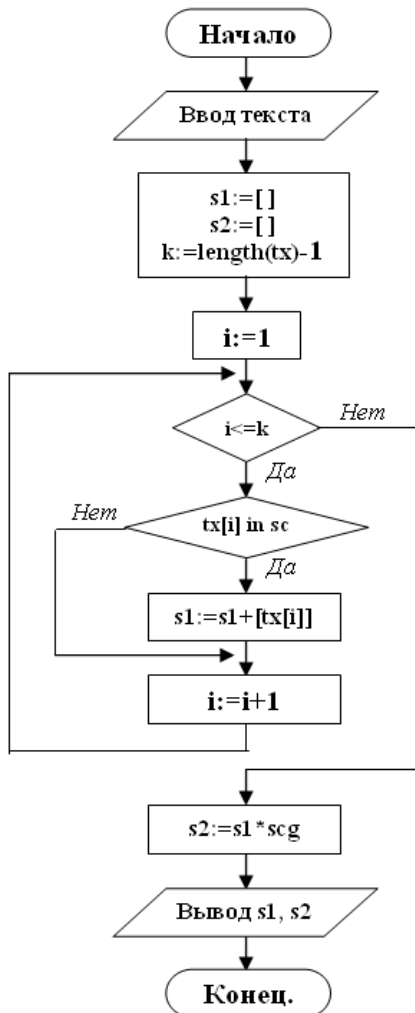 Начало
Ввод текста
s1:=[ ]
s2:=[ ]
k:=length(tx)-1
i:=1
i<=k
Нет
Да
Нет
tx[i] in sc
Да
s1:=s1+[tx[i]]
i:=i+1
s2:=s1*scg
Вывод s1, s2
Конец.